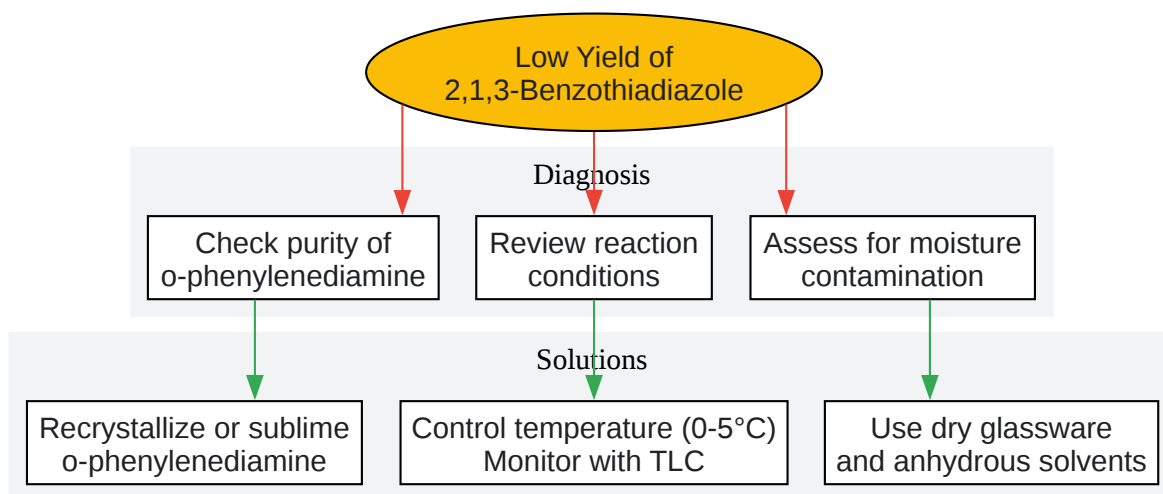 Low Yield of
2,1,3-Benzothiadiazole
Diagnosis
Check purity of
o-phenylenediamine
Review reaction
conditions
Assess for moisture
contamination
Solutions
Recrystallize or sublime
o-phenylenediamine
Control temperature (0-5°C)
Monitor with TLC
Use dry glassware
and anhydrous solvents